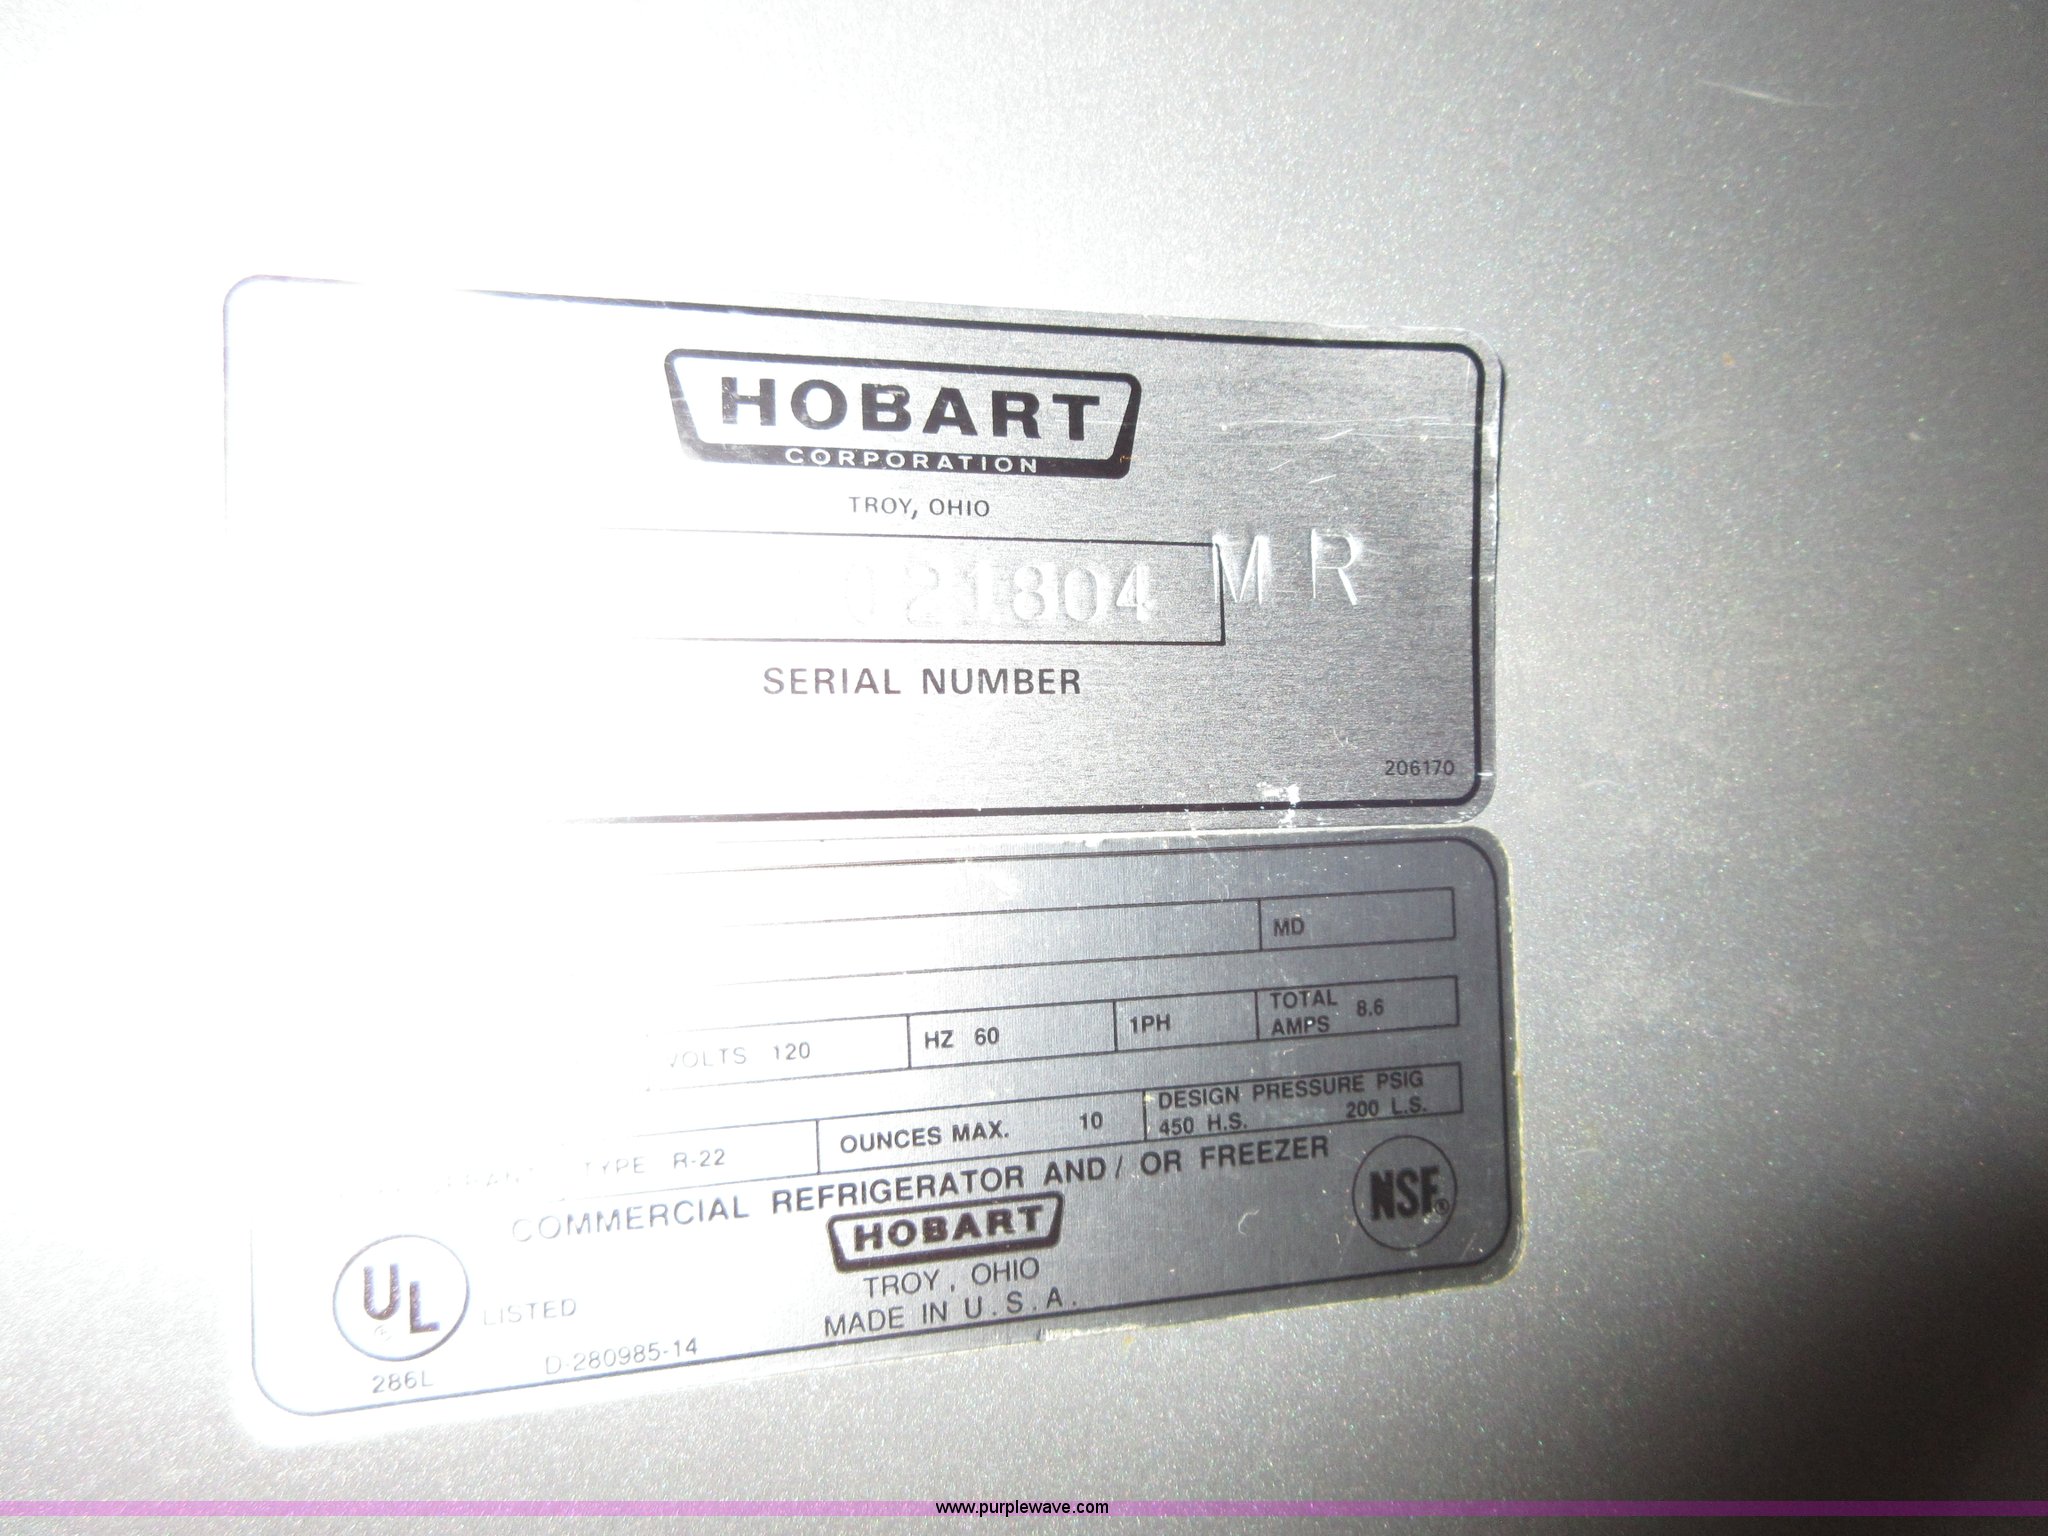 HOBART
CORPORATION
TROY, OHIO
021804 MR
SERIAL NUMBER
206170
MD
VOLTS 120 HZ 60 1PH TOTAL AMPS 8.6
TYPE R-22 OUNCES MAX. 10 DESIGN PRESSURE PSIG 450 H.S. 200 L.S.
COMMERCIAL REFRIGERATOR AND/OR FREEZER
NSF®
HOBART
UL® LISTED
286L
TROY, OHIO
MADE IN U.S.A.
D-280985-14
www.purplewave.com